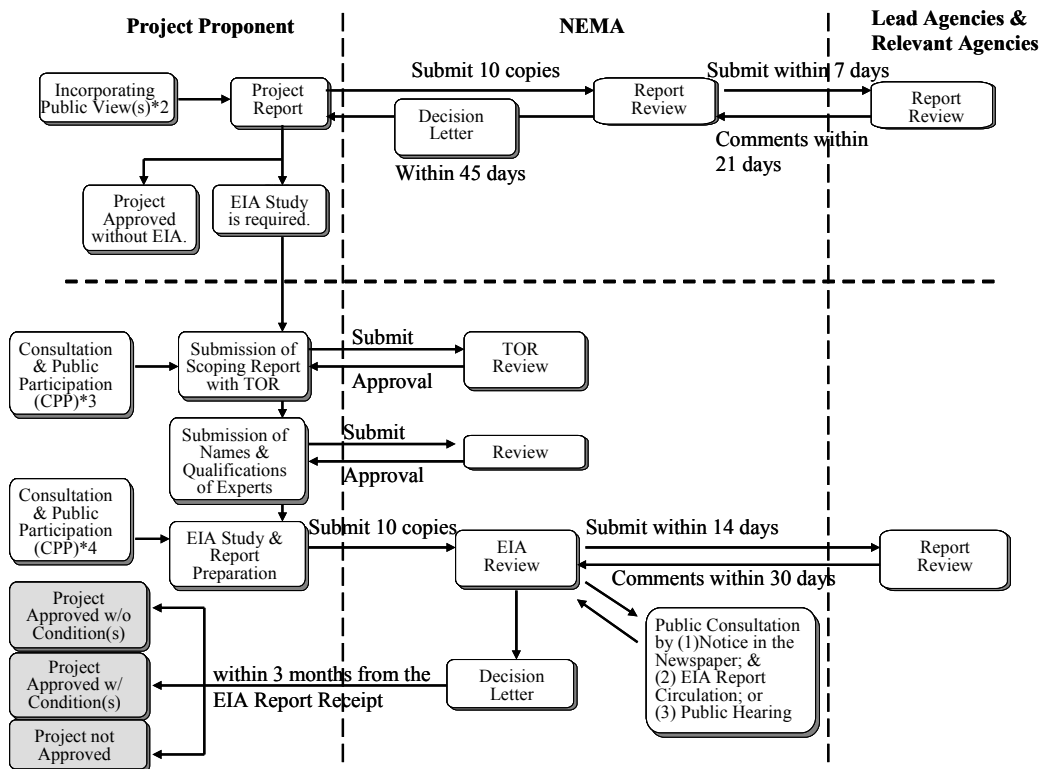 Project Proponent
NEMA
Lead Agencies &
Relevant Agencies
Incorporating
Public View(s)*2
Project
Report
Submit 10 copies
Decision
Letter
Within 45 days
Report
Review
Submit within 7 days
Comments within
21 days
Report
Review
Project
Approved
without EIA.
EIA Study
is required.
Consultation
& Public
Participation
(CPP)*3
Submission of
Scoping Report
with TOR
Submit
Approval
TOR
Review
Submission of
Names &
Qualifications
of Experts
Submit
Approval
Review
Consultation
& Public
Participation
(CPP)*4
EIA Study &
Report
Preparation
Submit 10 copies
EIA
Review
Submit within 14 days
Comments within 30 days
Report
Review
Project
Approved w/o
Condition(s)
Project
Approved w/
Condition(s)
Project not
Approved
within 3 months from the
EIA Report Receipt
Decision
Letter
Public Consultation
by (1)Notice in the
Newspaper; &
(2) EIA Report
Circulation; or
(3) Public Hearing